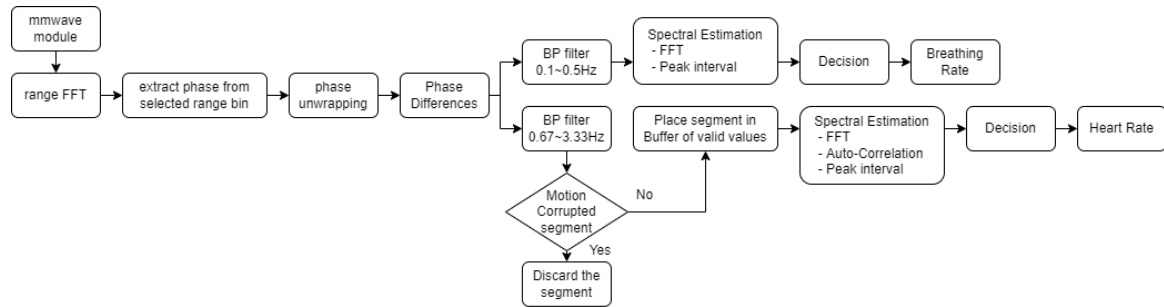 mmwave
module
range FFT
extract phase from
selected range bin
phase
unwrapping
Phase
Differences
BP filter
0.1~0.5Hz
Spectral Estimation
- FFT
- Peak interval
Decision
Breathing
Rate
BP filter
0.67~3.33Hz
Motion
Corrupted
segment
No
Yes
Discard the
segment
Place segment in
Buffer of valid values
Spectral Estimation
- FFT
- Auto-Correlation
- Peak interval
Decision
Heart Rate